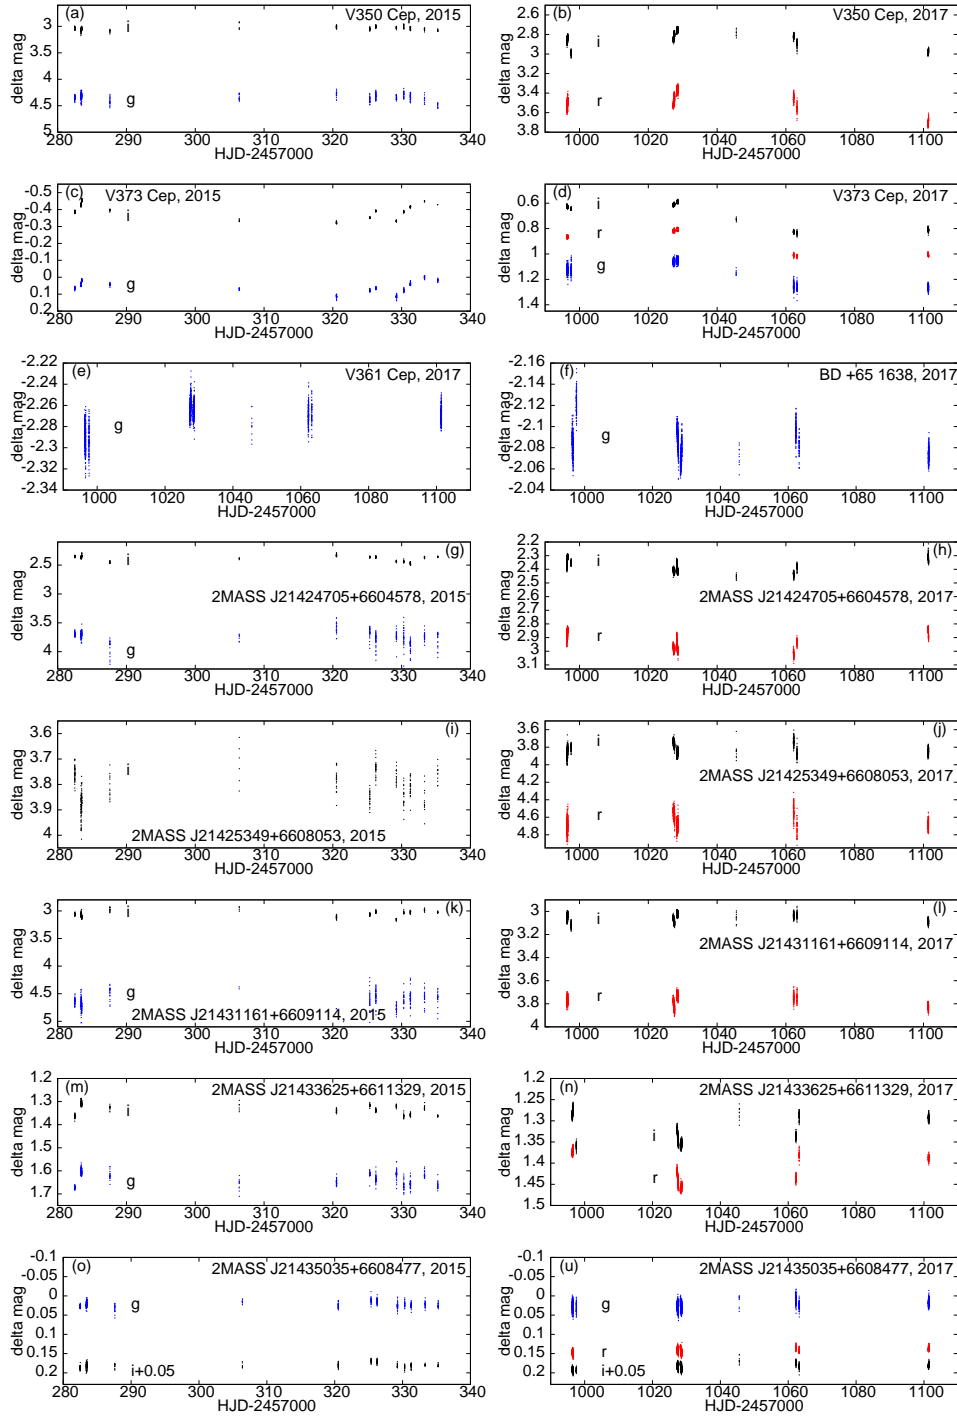 (a) V350 Cep, 2015
delta mag
3
3.5
4
4.5
5
i
g
280 290 300 310 320 330 340
HJD-2457000
(b) V350 Cep, 2017
delta mag
2.6
2.8
3
3.2
3.4
3.6
3.8
i
r
1000 1020 1040 1060 1080 1100
HJD-2457000
(c) V373 Cep, 2015
delta mag
-0.5
-0.4
-0.3
-0.2
-0.1
0
0.1
0.2
i
g
280 290 300 310 320 330 340
HJD-2457000
(d) V373 Cep, 2017
delta mag
0.6
0.8
1
1.2
1.4
i
r
g
1000 1020 1040 1060 1080 1100
HJD-2457000
(e) V361 Cep, 2017
delta mag
-2.22
-2.24
-2.26
-2.28
-2.3
-2.32
-2.34
g
1000 1020 1040 1060 1080 1100
HJD-2457000
(f) BD +65 1638, 2017
delta mag
-2.16
-2.14
-2.12
-2.1
-2.08
-2.06
-2.04
g
1000 1020 1040 1060 1080 1100
HJD-2457000
(g)
2MASS J21424705+6604578, 2015
delta mag
2.5
3
3.5
4
i
g
280 290 300 310 320 330 340
HJD-2457000
(h)
2MASS J21424705+6604578, 2017
delta mag
2.2
2.3
2.4
2.5
2.6
2.7
2.8
2.9
3
3.1
i
r
1000 1020 1040 1060 1080 1100
HJD-2457000
(i)
2MASS J21425349+6608053, 2015
delta mag
3.6
3.7
3.8
3.9
4
i
280 290 300 310 320 330 340
HJD-2457000
(j)
2MASS J21425349+6608053, 2017
delta mag
3.6
3.8
4
4.2
4.4
4.6
4.8
i
r
1000 1020 1040 1060 1080 1100
HJD-2457000
(k)
2MASS J21431161+6609114, 2015
delta mag
3
3.5
4
4.5
5
i
g
280 290 300 310 320 330 340
HJD-2457000
(l)
2MASS J21431161+6609114, 2017
delta mag
3
3.2
3.4
3.6
3.8
4
i
r
1000 1020 1040 1060 1080 1100
HJD-2457000
(m) 2MASS J21433625+6611329, 2015
delta mag
1.2
1.3
1.4
1.5
1.6
1.7
i
g
280 290 300 310 320 330 340
HJD-2457000
(n) 2MASS J21433625+6611329, 2017
delta mag
1.2
1.25
1.3
1.35
1.4
1.45
1.5
i
r
1000 1020 1040 1060 1080 1100
HJD-2457000
(o) 2MASS J21435035+6608477, 2015
delta mag
-0.1
-0.05
0
0.05
0.1
0.15
0.2
g
i+0.05
280 290 300 310 320 330 340
HJD-2457000
(u) 2MASS J21435035+6608477, 2017
delta mag
-0.1
-0.05
0
0.05
0.1
0.15
0.2
g
r
i+0.05
1000 1020 1040 1060 1080 1100
HJD-2457000